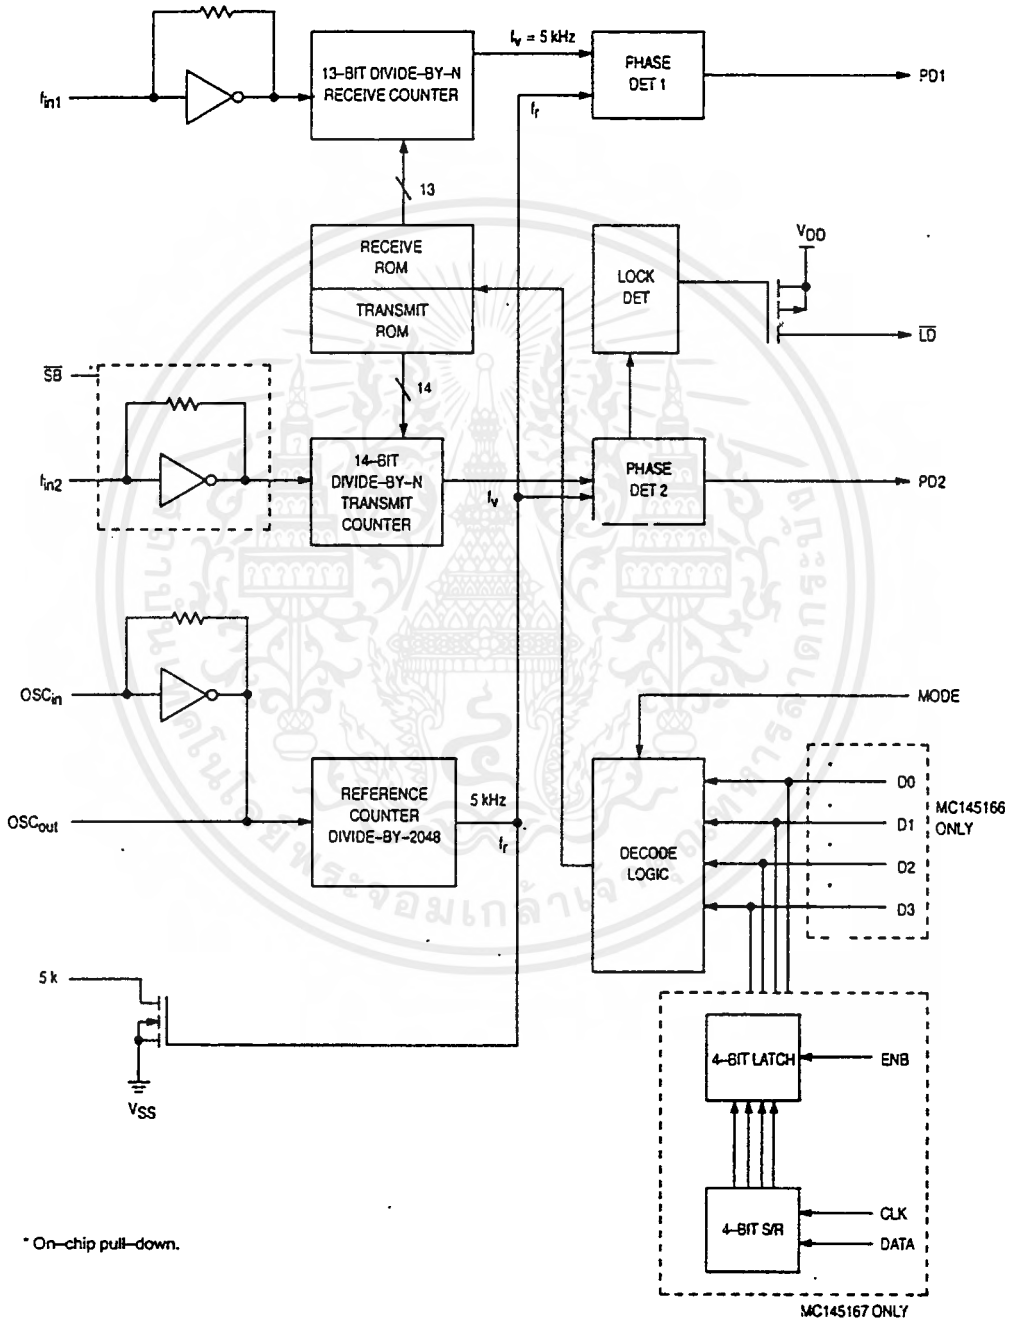 f_v = 5 kHz
f_in1
13–BIT DIVIDE–BY–N
RECEIVE COUNTER
PHASE
DET 1
PD1
f_r
13
RECEIVE
ROM
TRANSMIT
ROM
LOCK
DET
V_DD
L̅D̅
S̅B̅
14
f_in2
14–BIT
DIVIDE–BY–N
TRANSMIT
COUNTER
f_v
PHASE
DET 2
PD2
OSC_in
MODE
OSC_out
REFERENCE
COUNTER
DIVIDE–BY–2048
5 kHz
f_r
DECODE
LOGIC
* D0
* D1
* D2
* D3
MC145166
ONLY
5 k
V_SS
4–BIT LATCH
ENB
4–BIT S/R
CLK
DATA
MC145167 ONLY
* On–chip pull–down.